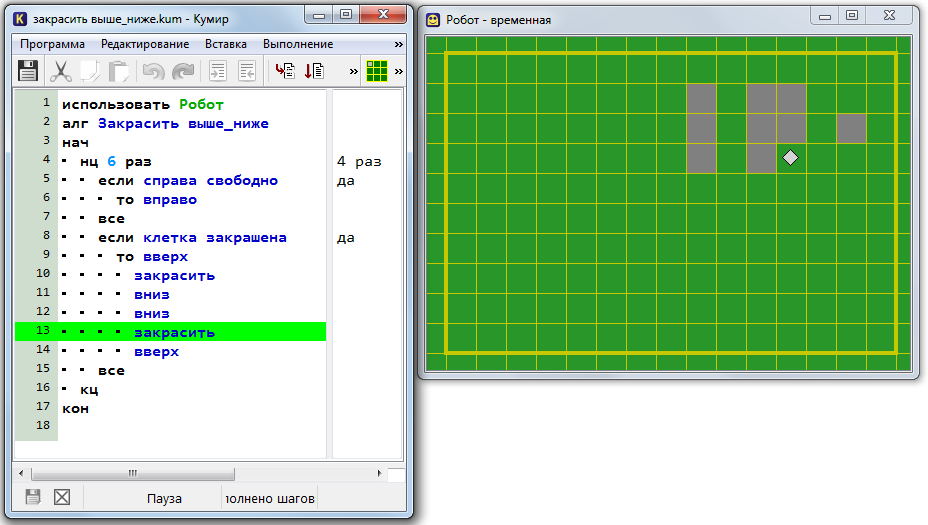 закрасить выше_ниже.kum - Кумир
Программа Редактирование Вставка Выполнение »
» »
1 использовать Робот
2 алг Закрасить выше_ниже
3 нач
4 нц 6 раз 4 раз
5 если справа свободно да
6 то вправо
7 все
8 если клетка закрашена да
9 то вверх
10 закрасить
11 вниз
12 вниз
13 закрасить
14 вверх
15 все
16 кц
17 кон
18
Пауза олнено шагов
Робот - временная